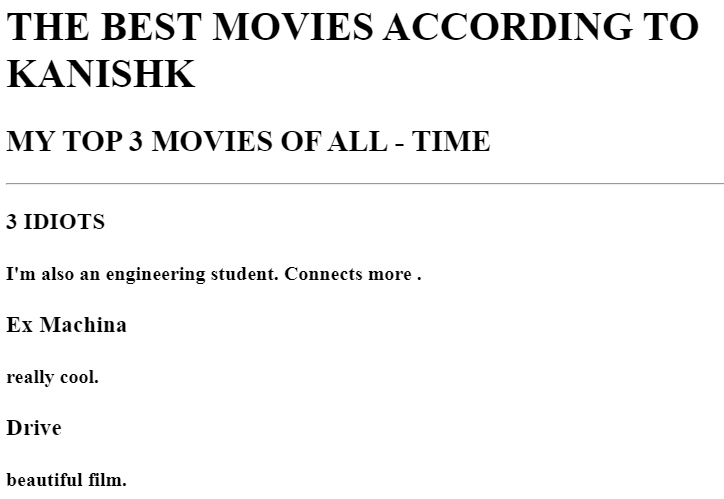 THE BEST MOVIES ACCORDING TO
KANISHK
MY TOP 3 MOVIES OF ALL - TIME
3 IDIOTS
I'm also an engineering student. Connects more .
Ex Machina
really cool.
Drive
beautiful film.